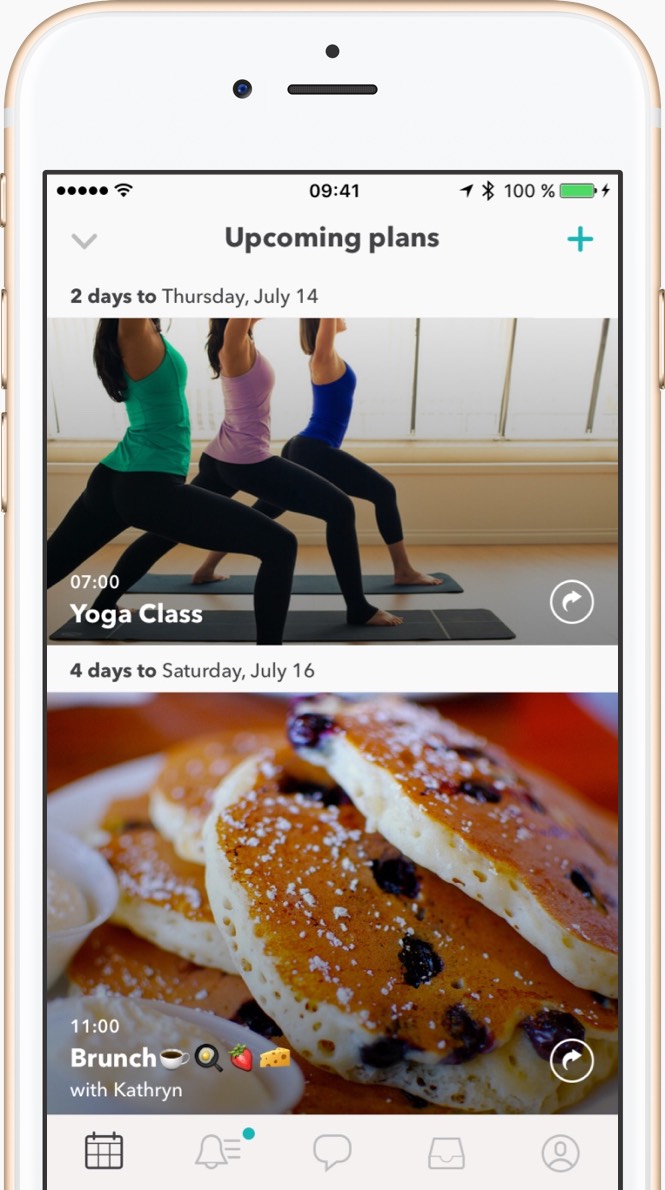 09:41
100 %
Upcoming plans
2 days to Thursday, July 14
07:00
Yoga Class
4 days to Saturday, July 16
11:00
Brunch☕🍳🍓🧀
with Kathryn